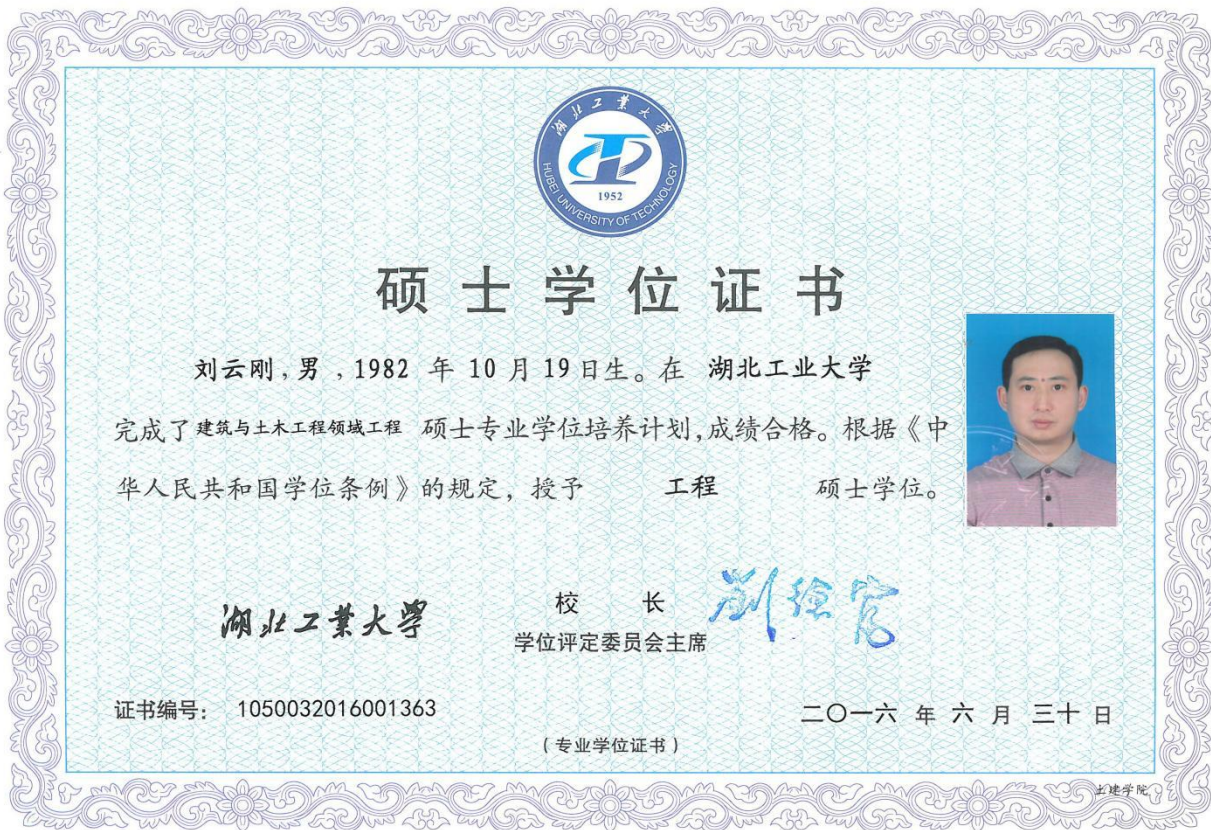 湖北工業大學
HUBEI UNIVERSITY OF TECHNOLOGY
1952
硕士学位证书
刘云刚,男,1982 年 10 月 19日生。在 湖北工业大学
完成了建筑与土木工程领域工程 硕士专业学位培养计划,成绩合格。根据《中
华人民共和国学位条例》的规定, 授予 工程 硕士学位。
湖北工業大學
校 长
学位评定委员会主席
证书编号: 1050032016001363
二〇一六 年 六 月 三十 日
(专业学位证书)
土建学院